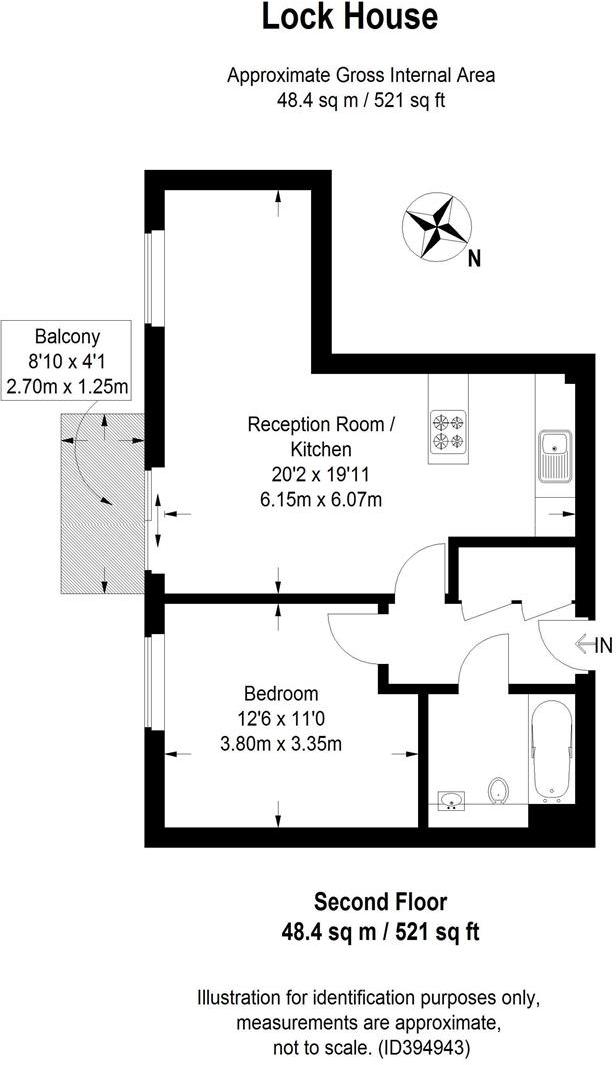 Lock House
Approximate Gross Internal Area
48.4 sq m / 521 sq ft
N
Balcony
8'10 x 4'1
2.70m x 1.25m
Reception Room /
Kitchen
20'2 x 19'11
6.15m x 6.07m
IN
Bedroom
12'6 x 11'0
3.80m x 3.35m
Second Floor
48.4 sq m / 521 sq ft
Illustration for identification purposes only,
measurements are approximate,
not to scale. (ID394943)